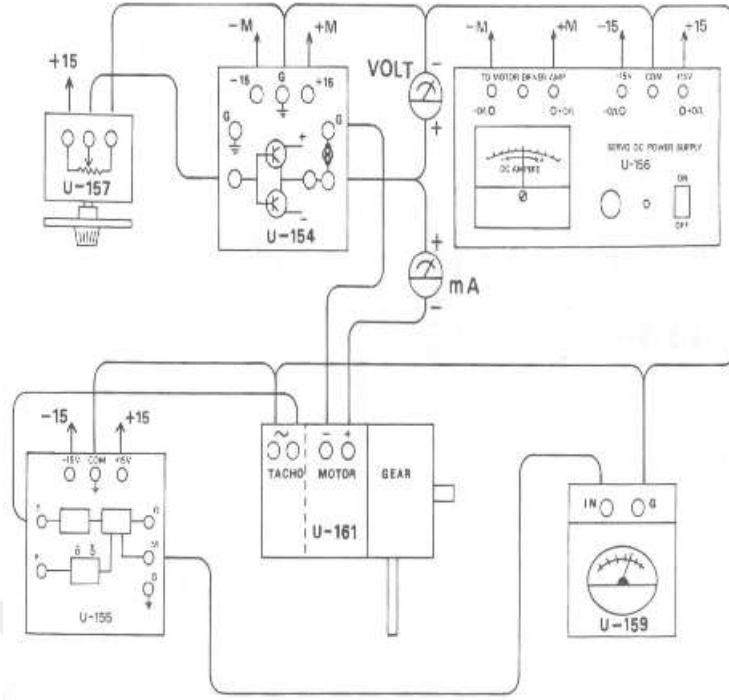 -M +M
-M +M -15 +15
+15
VOLT
-
+
-15 G +15
G G
+
-
U-154
U-157
TO MOTOR DRIVER AMP -15V COM +15V
-O/L +O/L -O/L +O/L
SERVO DC POWER SUPPLY
U-156
DC AMPERES
0
ON
OFF
+
mA
-
-15 +15
-15V COM +15V
~ - +
TACHO MOTOR GEAR
U-161
IN G
U-159
T O
M
P
U-155